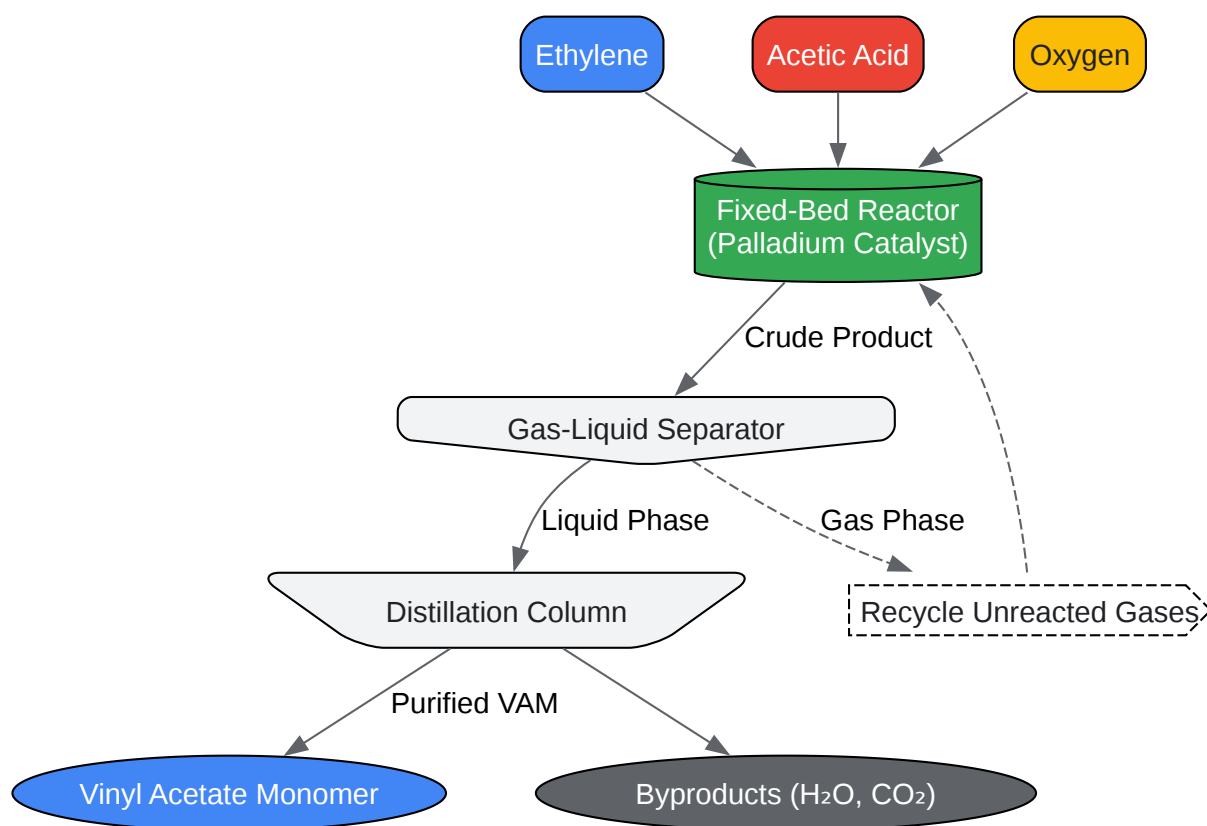 Ethylene
Acetic Acid
Oxygen
Fixed-Bed Reactor
(Palladium Catalyst)
Crude Product
Gas-Liquid Separator
Liquid Phase
Gas Phase
Distillation Column
Recycle Unreacted Gases
Purified VAM
Vinyl Acetate Monomer
Byproducts (H₂O, CO₂)